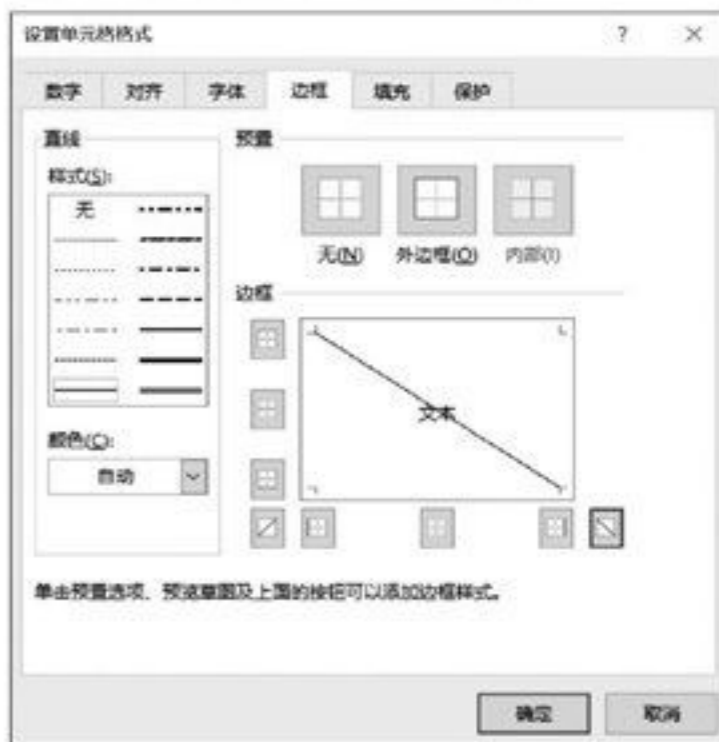 设置单元格格式 ? ×
数字 对齐 字体 边框 填充 保护
直线
样式(S):
无
颜色(C):
自动
预置
无(N) 外边框(O) 内部(I)
边框
文本
单击预置选项、预览草图及上面的按钮可以添加边框样式。
确定 取消